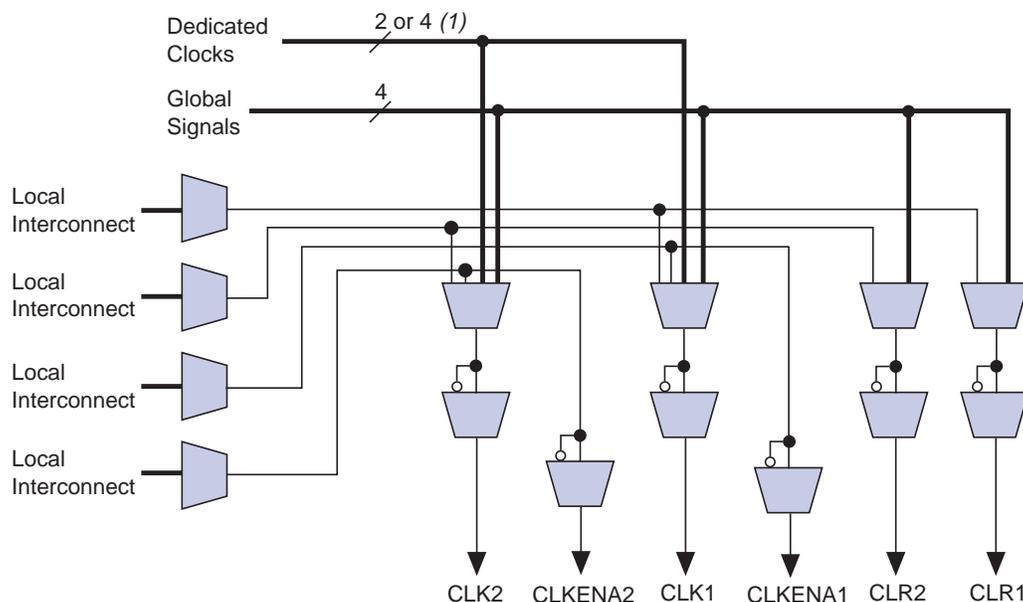 Dedicated
Clocks
2 or 4 (1)
Global
Signals
4
Local
Interconnect
Local
Interconnect
Local
Interconnect
Local
Interconnect
CLK2
CLKENA2
CLK1
CLKENA1
CLR2
CLR1